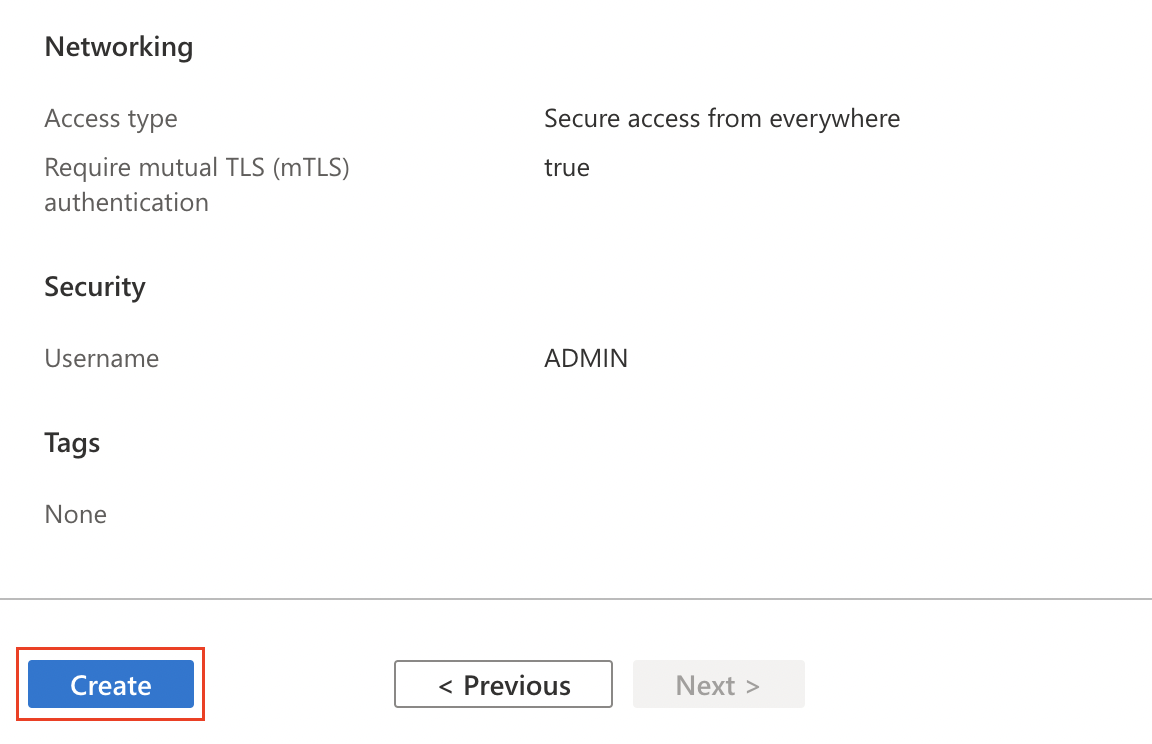 Networking
Access type
Secure access from everywhere
Require mutual TLS (mTLS)
authentication
true
Security
Username
ADMIN
Tags
None
Create
< Previous
Next >